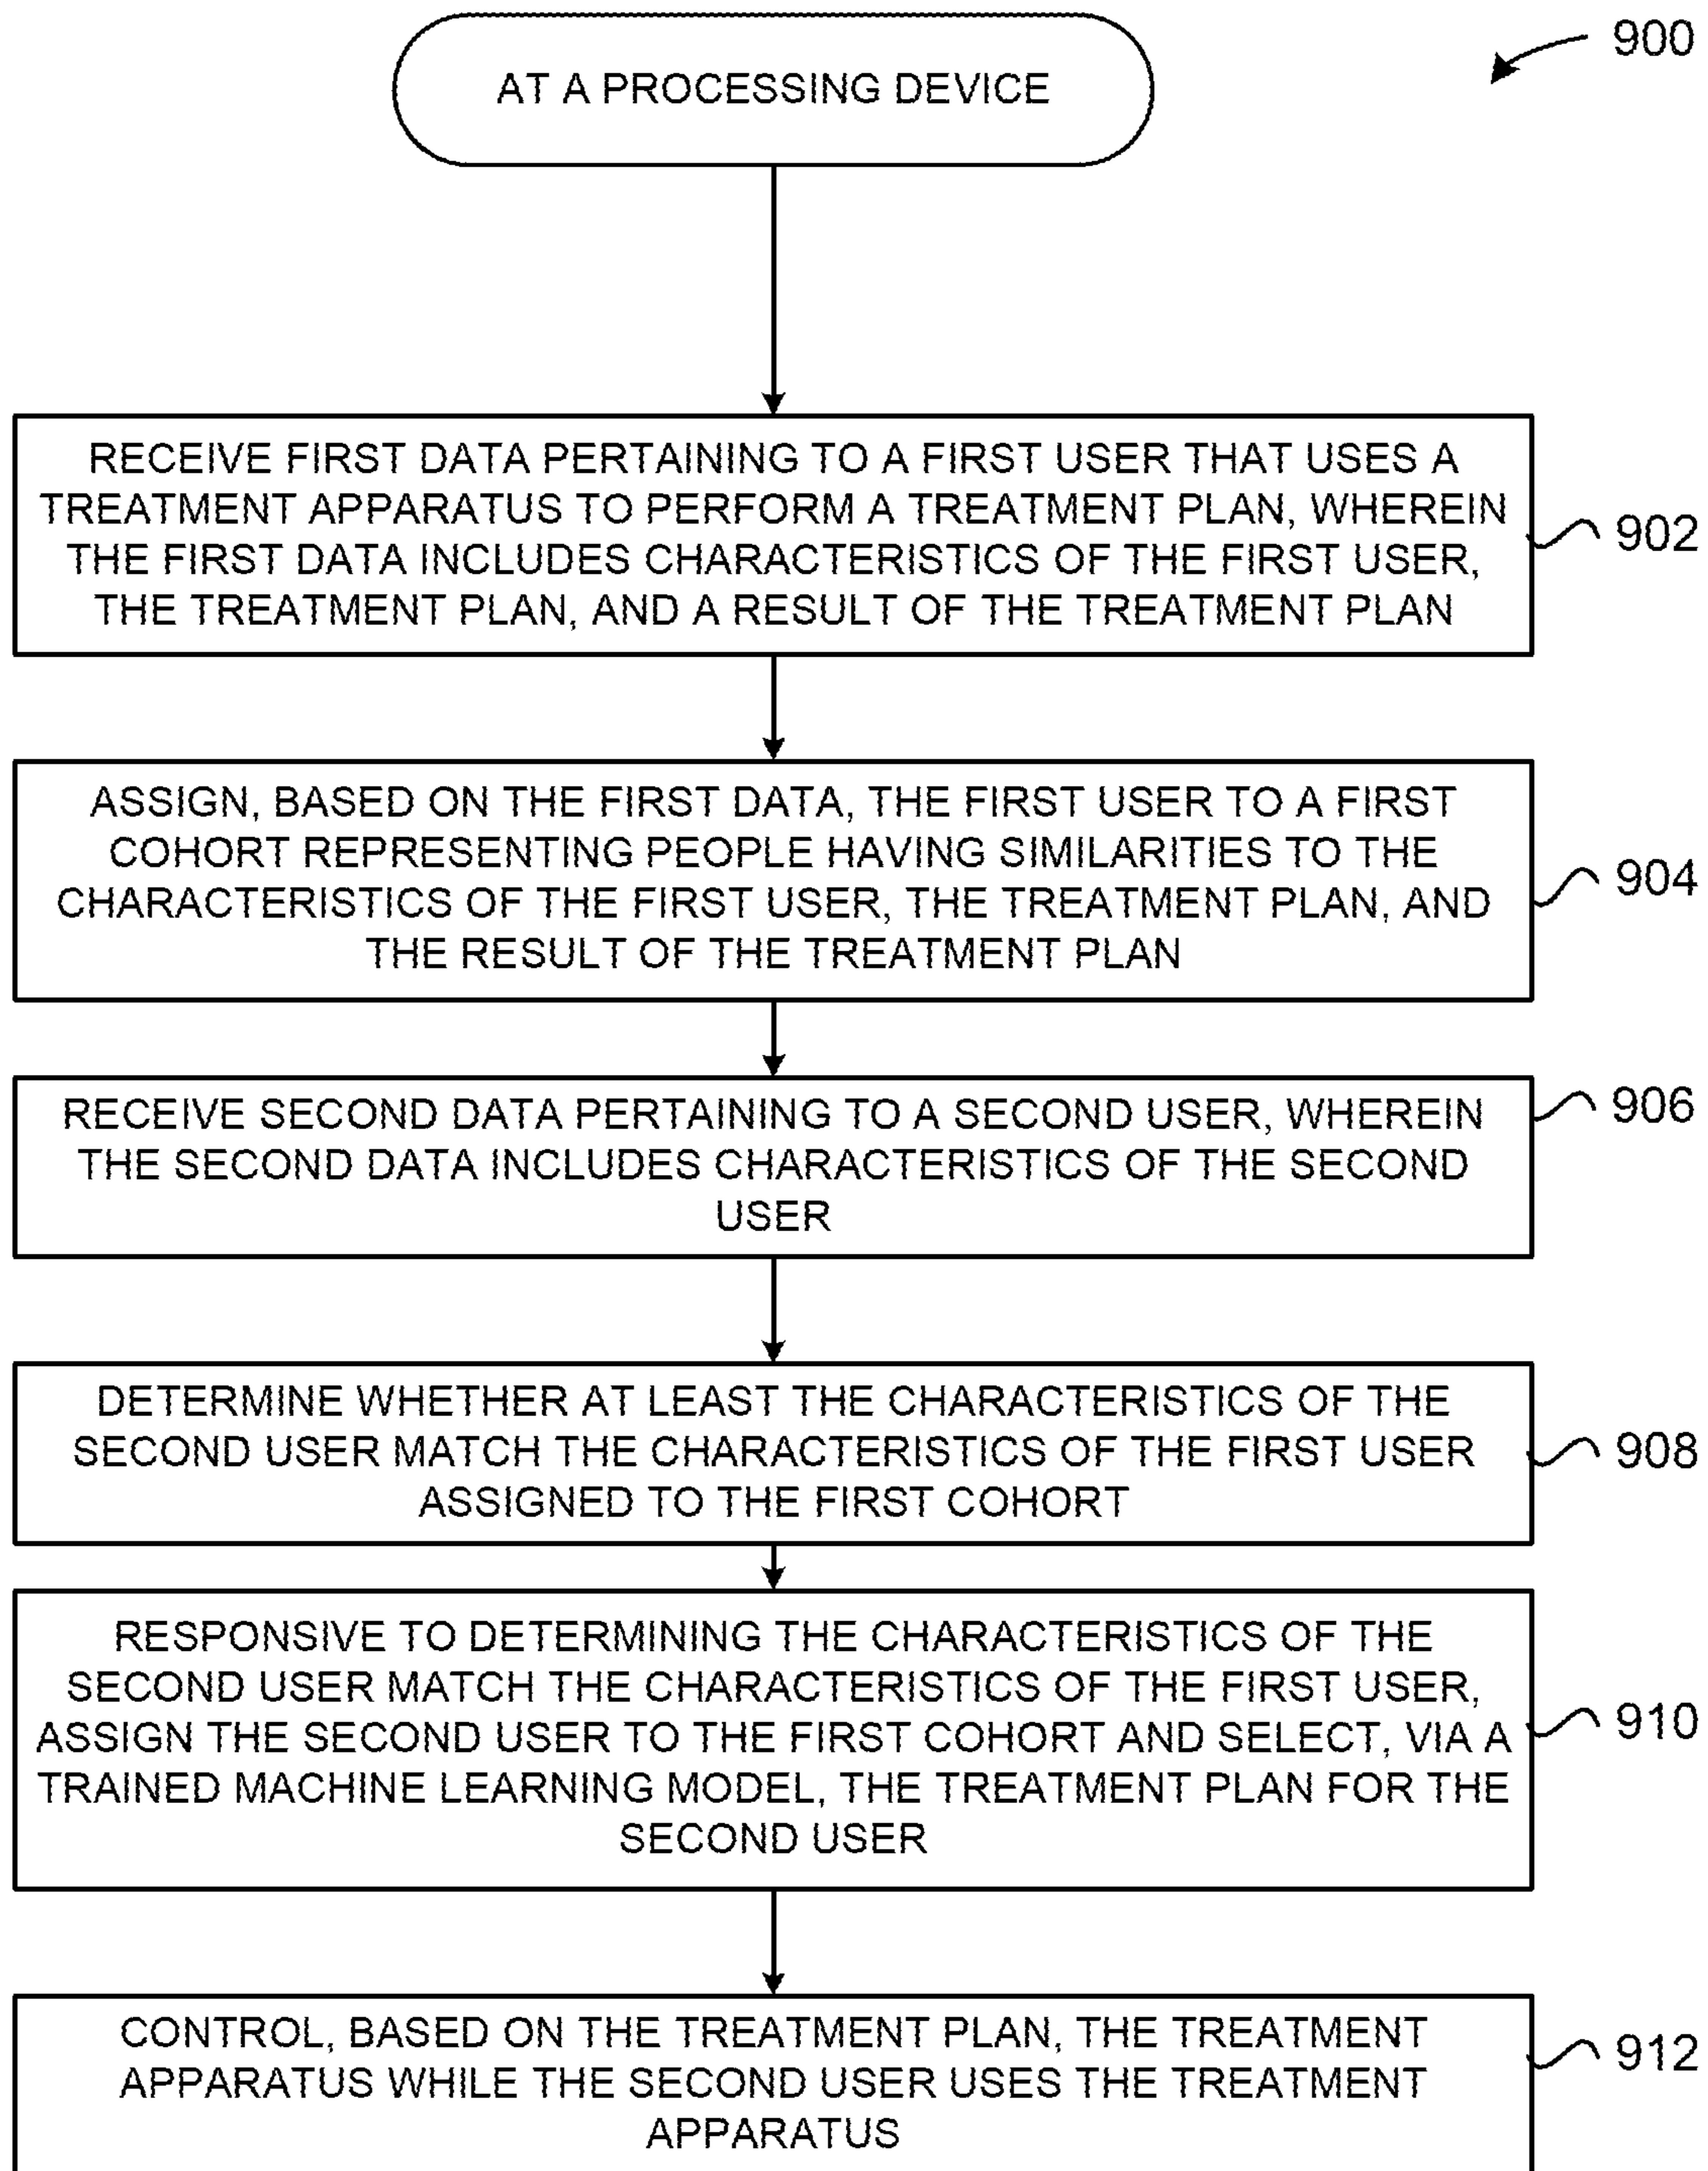 AT A PROCESSING DEVICE
900
RECEIVE FIRST DATA PERTAINING TO A FIRST USER THAT USES A
TREATMENT APPARATUS TO PERFORM A TREATMENT PLAN, WHEREIN
THE FIRST DATA INCLUDES CHARACTERISTICS OF THE FIRST USER,
THE TREATMENT PLAN, AND A RESULT OF THE TREATMENT PLAN
902
ASSIGN, BASED ON THE FIRST DATA, THE FIRST USER TO A FIRST
COHORT REPRESENTING PEOPLE HAVING SIMILARITIES TO THE
CHARACTERISTICS OF THE FIRST USER, THE TREATMENT PLAN, AND
THE RESULT OF THE TREATMENT PLAN
904
RECEIVE SECOND DATA PERTAINING TO A SECOND USER, WHEREIN
THE SECOND DATA INCLUDES CHARACTERISTICS OF THE SECOND
USER
906
DETERMINE WHETHER AT LEAST THE CHARACTERISTICS OF THE
SECOND USER MATCH THE CHARACTERISTICS OF THE FIRST USER
ASSIGNED TO THE FIRST COHORT
908
RESPONSIVE TO DETERMINING THE CHARACTERISTICS OF THE
SECOND USER MATCH THE CHARACTERISTICS OF THE FIRST USER,
ASSIGN THE SECOND USER TO THE FIRST COHORT AND SELECT, VIA A
TRAINED MACHINE LEARNING MODEL, THE TREATMENT PLAN FOR THE
SECOND USER
910
CONTROL, BASED ON THE TREATMENT PLAN, THE TREATMENT
APPARATUS WHILE THE SECOND USER USES THE TREATMENT
APPARATUS
912